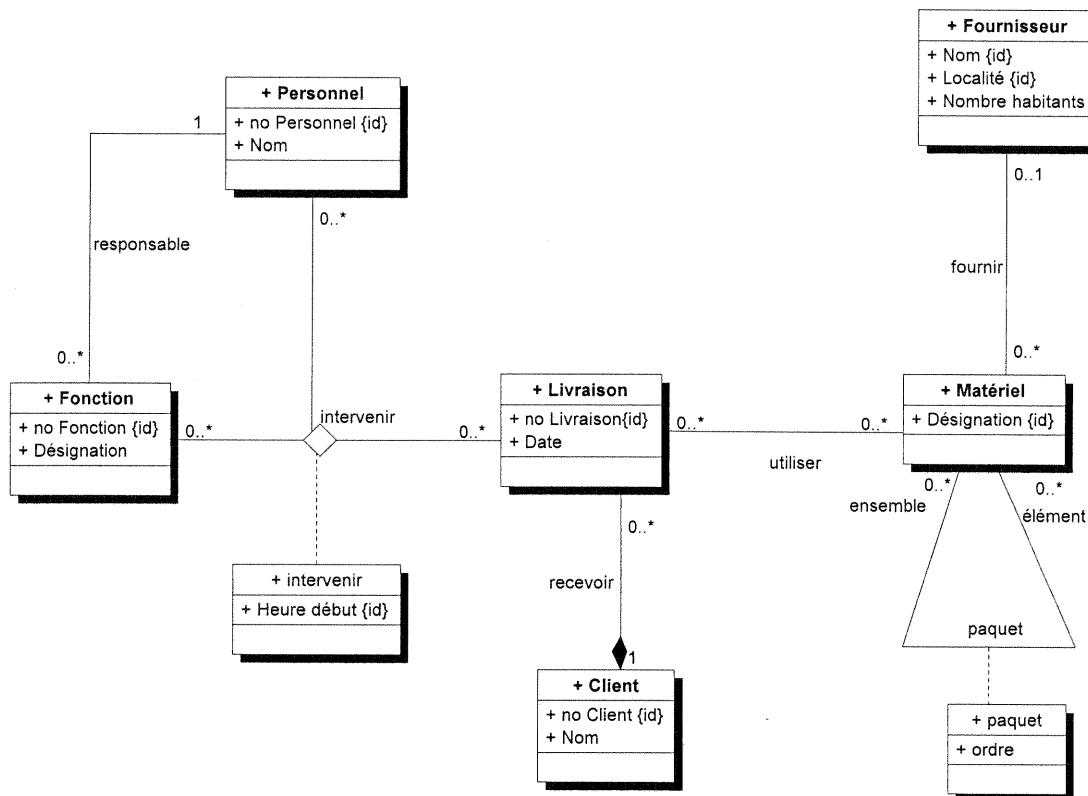 + Fournisseur
+ Nom {id}
+ Localité {id}
+ Nombre habitants
+ Personnel
+ no Personnel {id}
+ Nom
1
0..1
0..*
responsable
fournir
0..*
0..*
+ Fonction
+ no Fonction {id}
+ Désignation
0..*
intervenir
0..*
+ Livraison
+ no Livraison{id}
+ Date
0..*
utiliser
0..*
+ Matériel
+ Désignation {id}
0..*
ensemble
0..*
élément
0..*
recevoir
1
+ intervenir
+ Heure début {id}
paquet
+ Client
+ no Client {id}
+ Nom
+ paquet
+ ordre